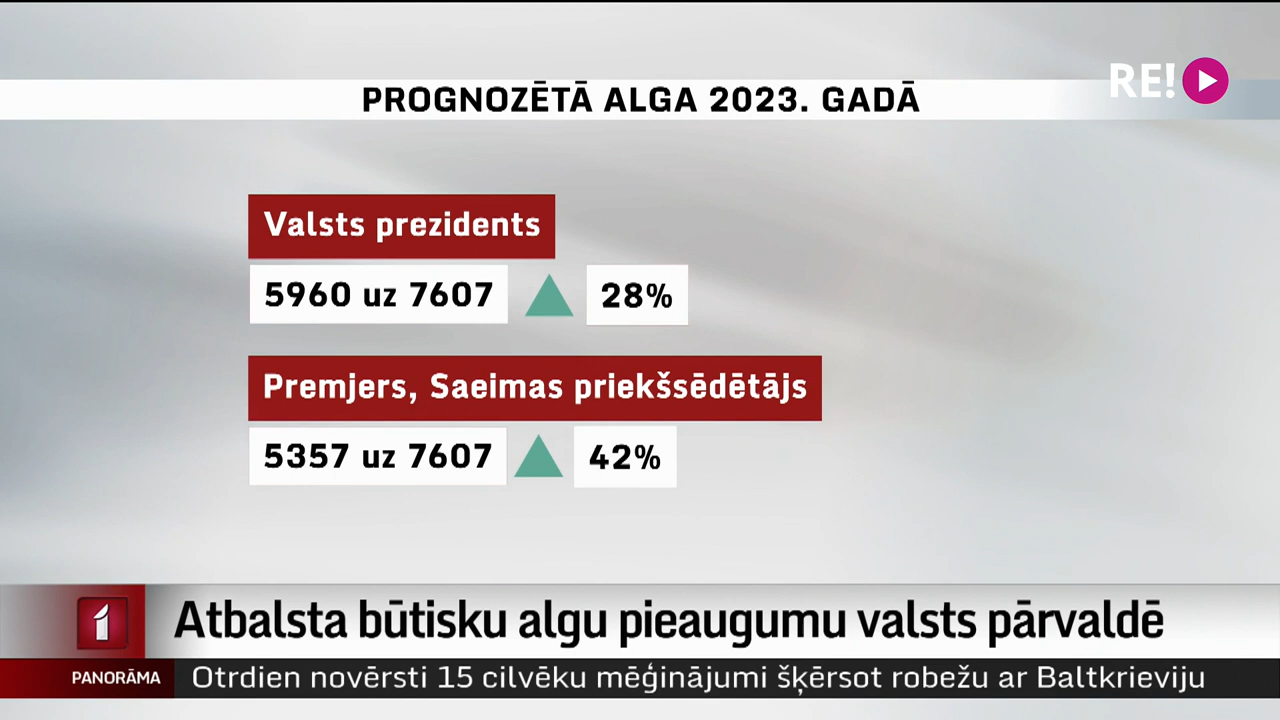 RE!
PROGNOZĒTĀ ALGA 2023. GADĀ
Valsts prezidents
5960 uz 7607 28%
Premjers, Saeimas priekšsēdētājs
5357 uz 7607 42%
1 Atbalsta būtisku algu pieaugumu valsts pārvaldē
PANORĀMA Otrdien novērsti 15 cilvēku mēģinājumi šķērsot robežu ar Baltkrieviju